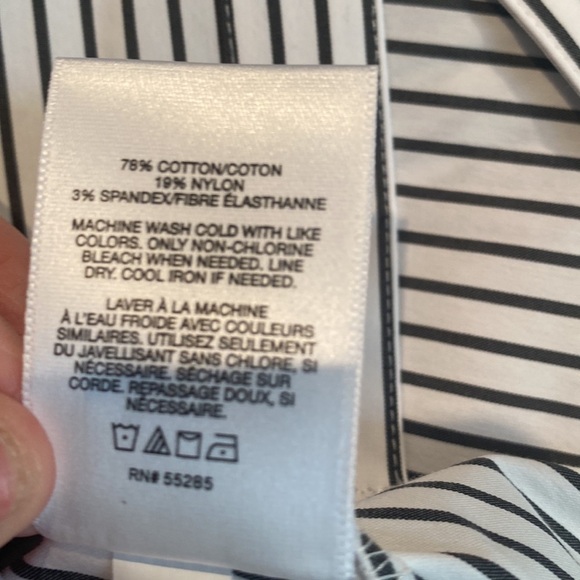 78% COTTON/COTON
19% NYLON
3% SPANDEX/FIBRE ÉLASTHANNE
MACHINE WASH COLD WITH LIKE
COLORS. ONLY NON-CHLORINE
BLEACH WHEN NEEDED. LINE
DRY. COOL IRON IF NEEDED.
LAVER À LA MACHINE
À L'EAU FROIDE AVEC COULEURS
SIMILAIRES. UTILISEZ SEULEMENT
DU JAVELLISANT SANS CHLORE, SI
NÉCESSAIRE. SÉCHAGE SUR
CORDE. REPASSAGE DOUX, SI
NÉCESSAIRE.
RN# 55285